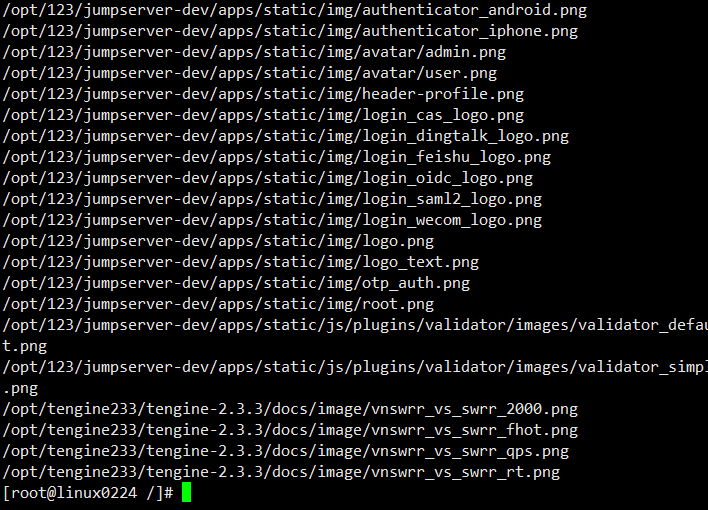 /opt/123/jumpserver-dev/apps/static/img/authenticator_android.png
/opt/123/jumpserver-dev/apps/static/img/authenticator_iphone.png
/opt/123/jumpserver-dev/apps/static/img/avatar/admin.png
/opt/123/jumpserver-dev/apps/static/img/avatar/user.png
/opt/123/jumpserver-dev/apps/static/img/header-profile.png
/opt/123/jumpserver-dev/apps/static/img/login_cas_logo.png
/opt/123/jumpserver-dev/apps/static/img/login_dingtalk_logo.png
/opt/123/jumpserver-dev/apps/static/img/login_feishu_logo.png
/opt/123/jumpserver-dev/apps/static/img/login_oidc_logo.png
/opt/123/jumpserver-dev/apps/static/img/login_saml2_logo.png
/opt/123/jumpserver-dev/apps/static/img/login_wecom_logo.png
/opt/123/jumpserver-dev/apps/static/img/logo.png
/opt/123/jumpserver-dev/apps/static/img/logo_text.png
/opt/123/jumpserver-dev/apps/static/img/otp_auth.png
/opt/123/jumpserver-dev/apps/static/img/root.png
/opt/123/jumpserver-dev/apps/static/js/plugins/validator/images/validator_defau
t.png
/opt/123/jumpserver-dev/apps/static/js/plugins/validator/images/validator_simpl
.png
/opt/tengine233/tengine-2.3.3/docs/image/vnswrr_vs_swrr_2000.png
/opt/tengine233/tengine-2.3.3/docs/image/vnswrr_vs_swrr_fhot.png
/opt/tengine233/tengine-2.3.3/docs/image/vnswrr_vs_swrr_qps.png
/opt/tengine233/tengine-2.3.3/docs/image/vnswrr_vs_swrr_rt.png
[root@linux0224 /]#